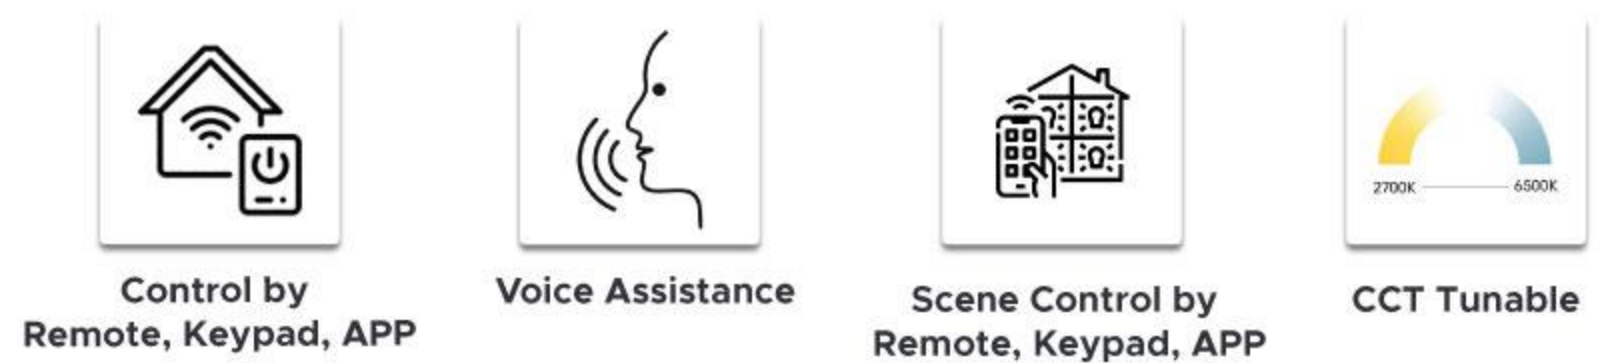 Control by
Remote, Keypad, APP
Voice Assistance
Scene Control by
Remote, Keypad, APP
2700K
6500K
CCT Tunable